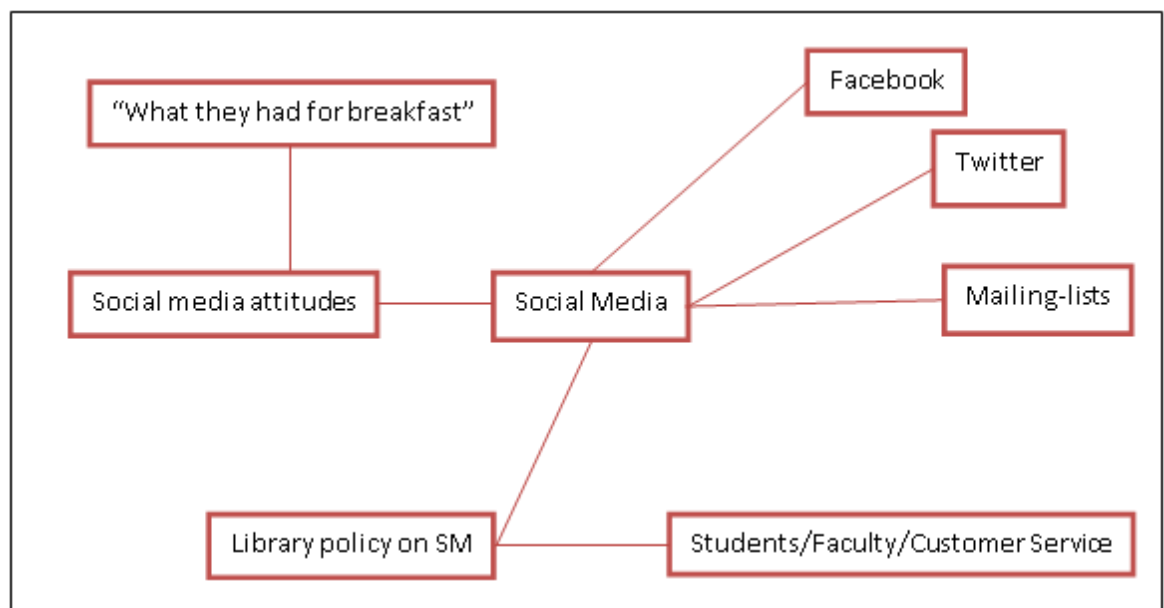 Facebook
“What they had for breakfast”
Twitter
Social media attitudes
Social Media
Mailing-lists
Library policy on SM
Students/Faculty/Customer Service